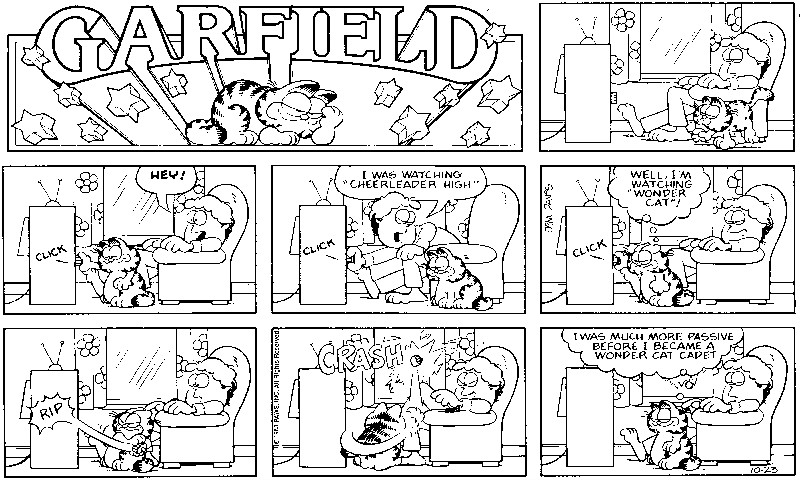 GARFIELD
HEY!
CLICK
I WAS WATCHING
"CHEERLEADER HIGH"
CLICK
WELL, I'M
WATCHING
"WONDER
CAT"!
CLICK
JIM DAVIS
RIP
CRASH
I WAS MUCH MORE PASSIVE
BEFORE I BECAME A
WONDER CAT CADET
10-23